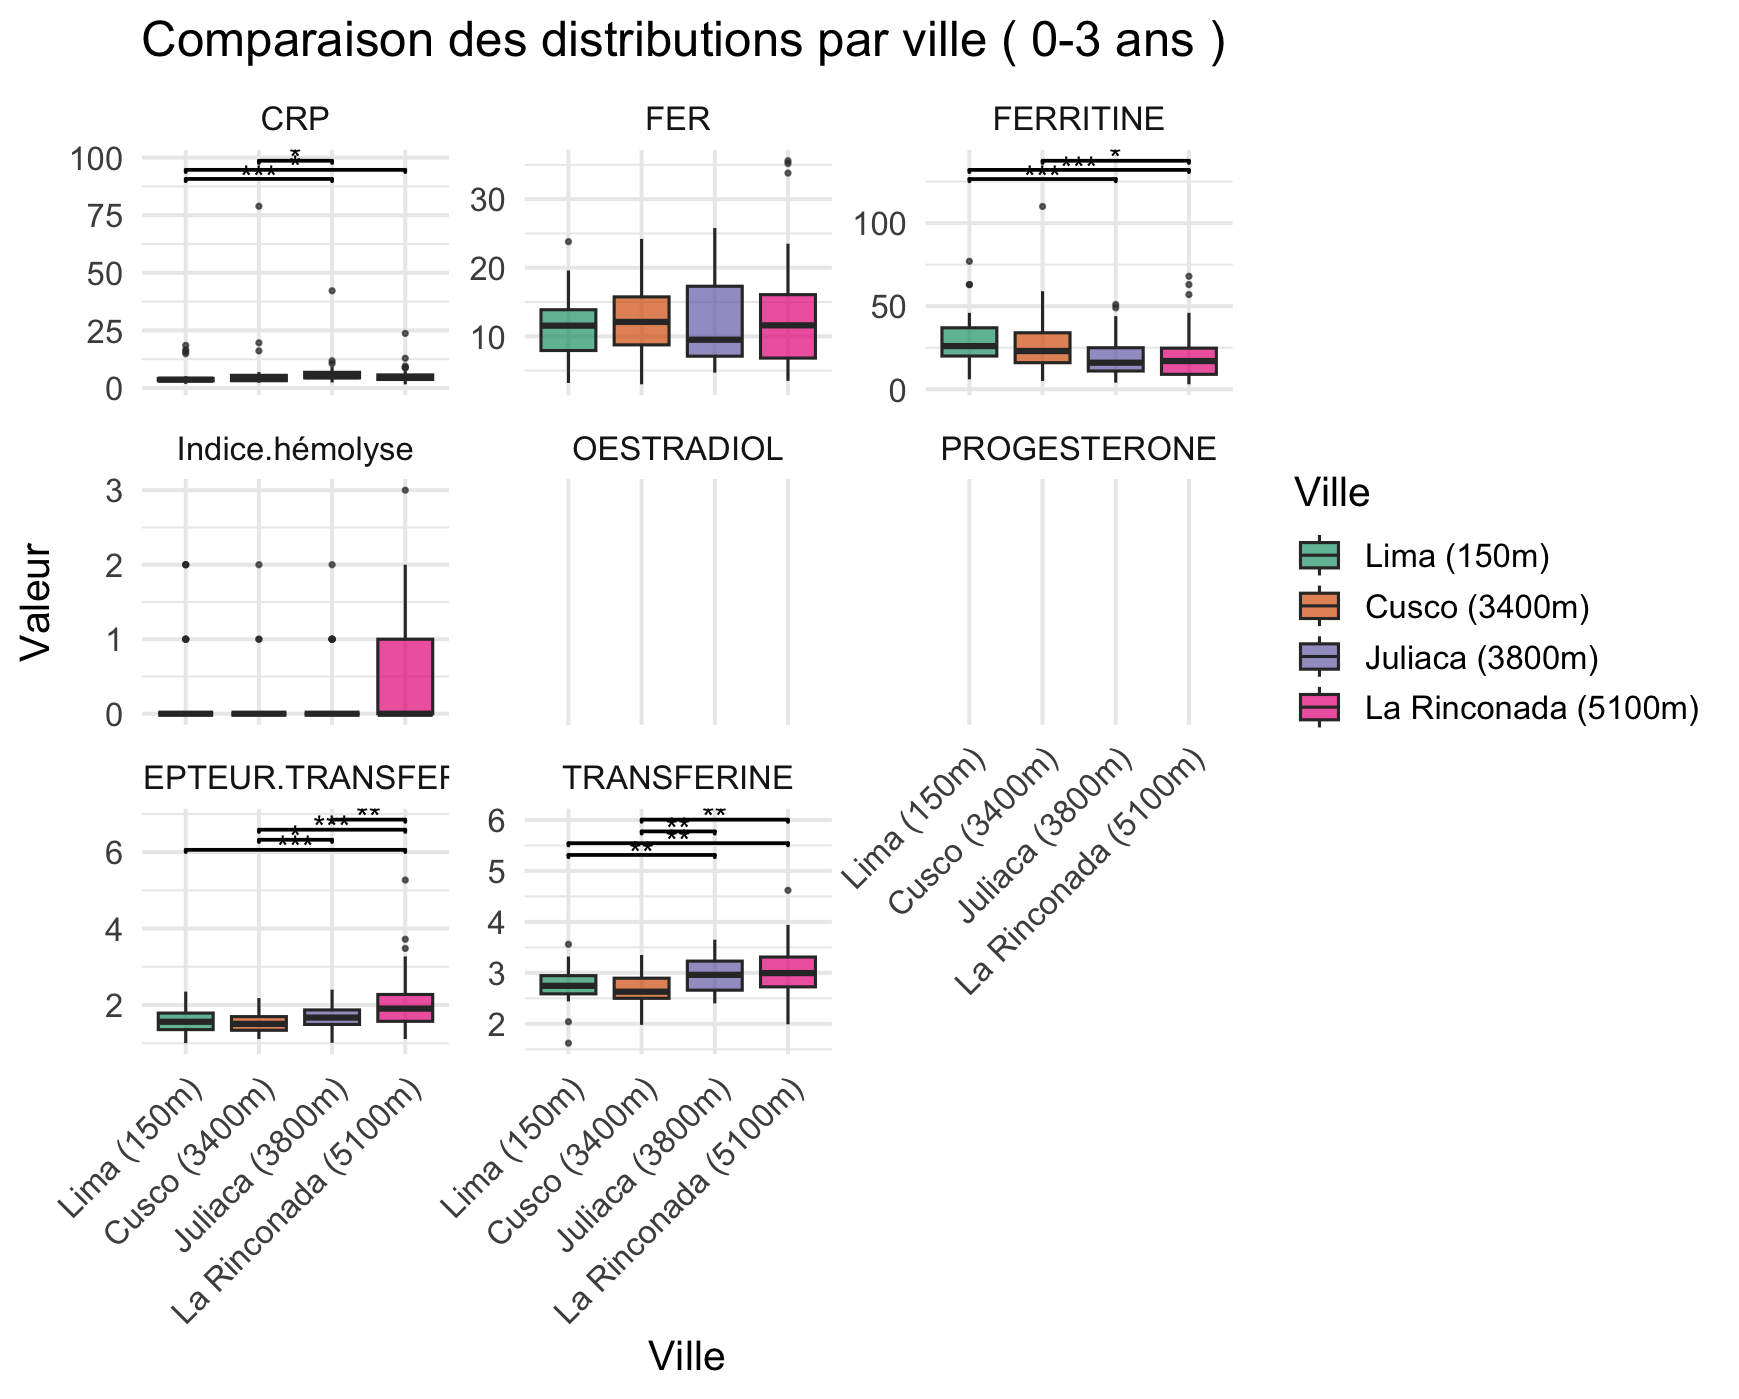 Comparaison des distributions par ville ( 0-3 ans )
CRP
FER
FERRITINE
100
75
50
25
0
*
*
***
30
20
10
100
50
0
*
***
***
Indice.hémolyse
OESTRADIOL
PROGESTERONE
3
2
1
0
EPTEUR.TRANSFER
TRANSFERINE
6
4
2
**
***
*
***
6
5
4
3
2
**
**
**
**
Lima (150m)
Cusco (3400m)
Juliaca (3800m)
La Rinconada (5100m)
Lima (150m)
Cusco (3400m)
Juliaca (3800m)
La Rinconada (5100m)
Lima (150m)
Cusco (3400m)
Juliaca (3800m)
La Rinconada (5100m)
Valeur
Ville
Ville
Lima (150m)
Cusco (3400m)
Juliaca (3800m)
La Rinconada (5100m)